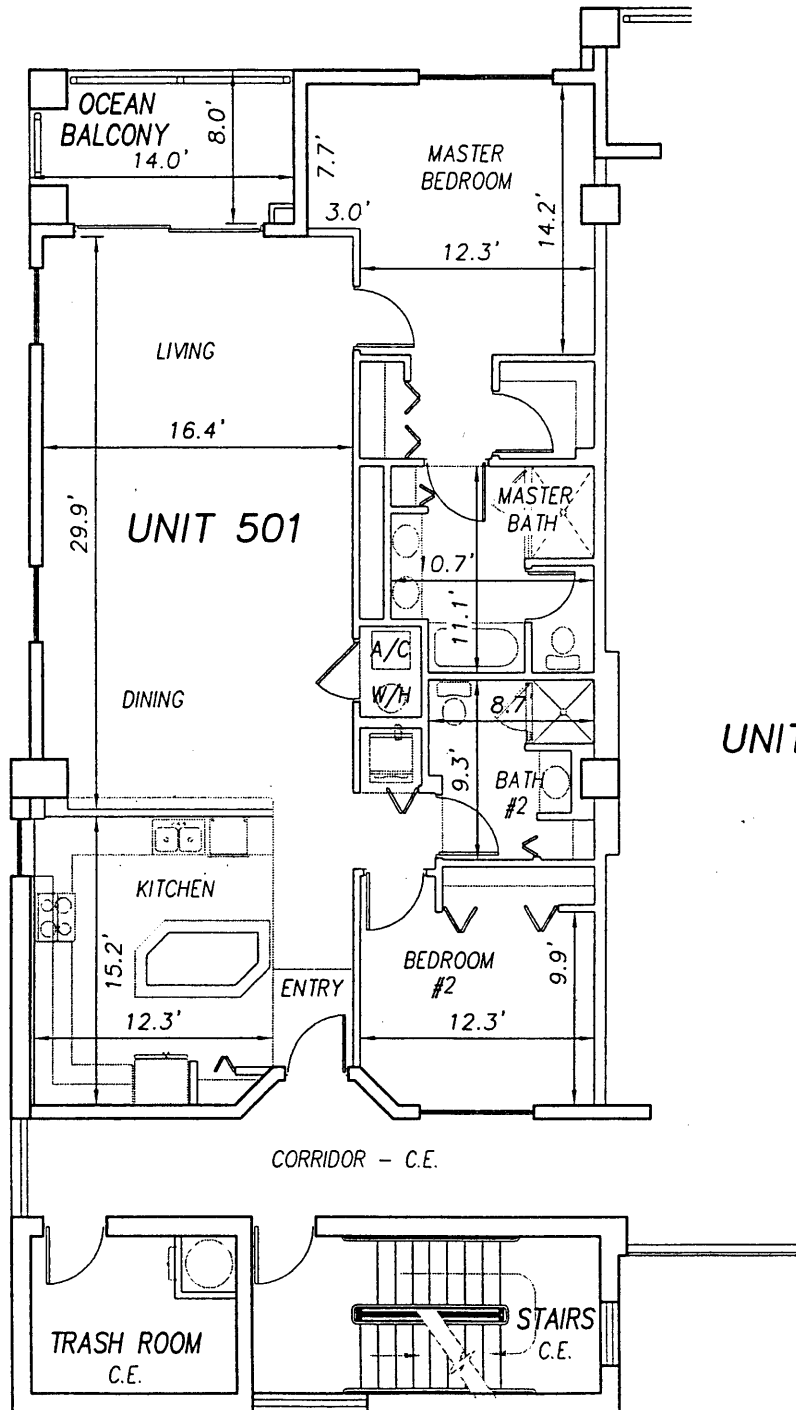 OCEAN
BALCONY
8.0'
14.0'
7.7'
3.0'
MASTER
BEDROOM
14.2'
12.3'
LIVING
16.4'
29.9'
UNIT 501
MASTER
BATH
10.7'
11.1'
A/C
W/H
DINING
8.7'
9.3'
BATH
#2
UNIT
KITCHEN
15.2'
12.3'
ENTRY
BEDROOM
#2
9.9'
12.3'
CORRIDOR - C.E.
TRASH ROOM
C.E.
STAIRS
C.E.